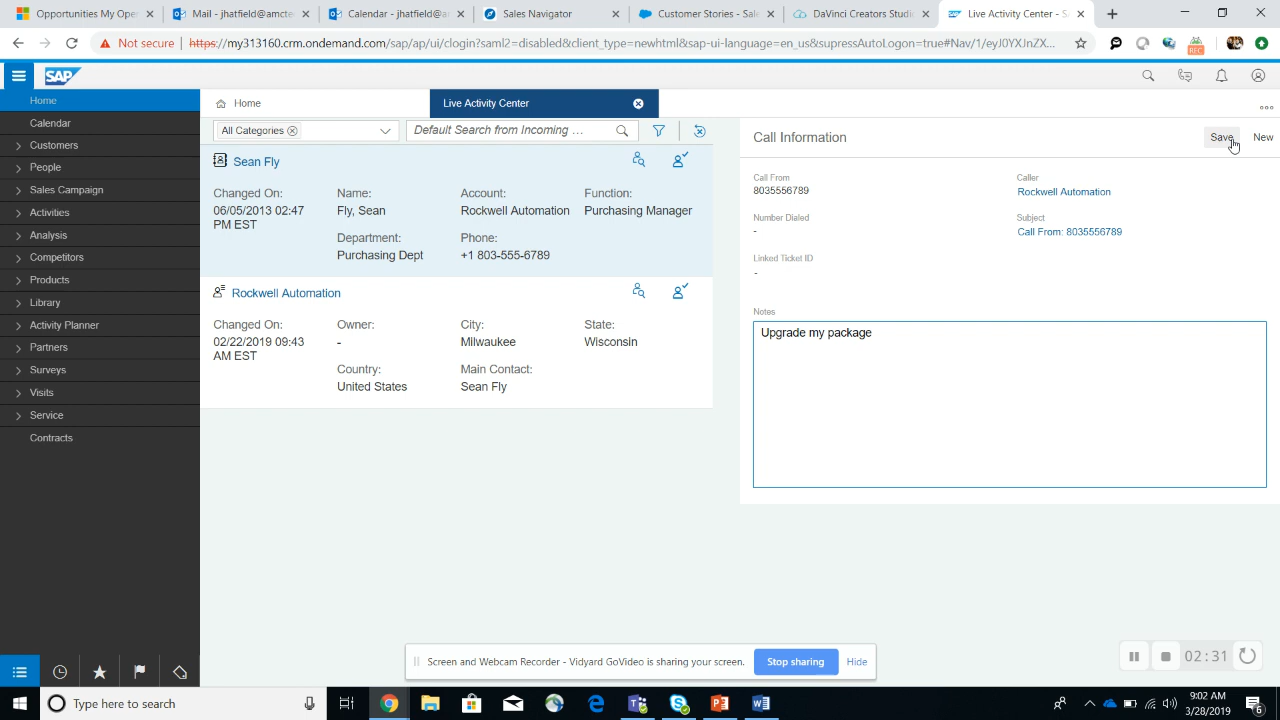 Opportunities My Oper
Mail - jhatfield@amcte
Calendar - jhatfield@a
Sales Navigator
Customer Stories - Sale
DaVinci Creators Studi
Live Activity Center - S
Not secure
https://my313160.crm.ondemand.com/sap/ap/ui/clogin?saml2=disabled&client_type=newhtml&sap-ui-language=en_us&supressAutoLogon=true#Nav/1/eyJ0YXJnZX...
REC
SAP
Home
Calendar
Customers
People
Sales Campaign
Activities
Analysis
Competitors
Products
Library
Activity Planner
Partners
Surveys
Visits
Service
Contracts
Home
Live Activity Center
All Categories
Default Search from Incoming ...
Sean Fly
Changed On: Name: Account: Function:
06/05/2013 02:47 Fly, Sean Rockwell Automation Purchasing Manager
PM EST
Department: Phone:
Purchasing Dept +1 803-555-6789
Rockwell Automation
Changed On: Owner: City: State:
02/22/2019 09:43 - Milwaukee Wisconsin
AM EST
Country: Main Contact:
United States Sean Fly
Call Information
Save New
Call From Caller
8035556789 Rockwell Automation
Number Dialed Subject
- Call From: 8035556789
Linked Ticket ID
-
Notes
Upgrade my package
Screen and Webcam Recorder - Vidyard GoVideo is sharing your screen. Stop sharing Hide
02:31
Type here to search
9:02 AM
3/28/2019
6